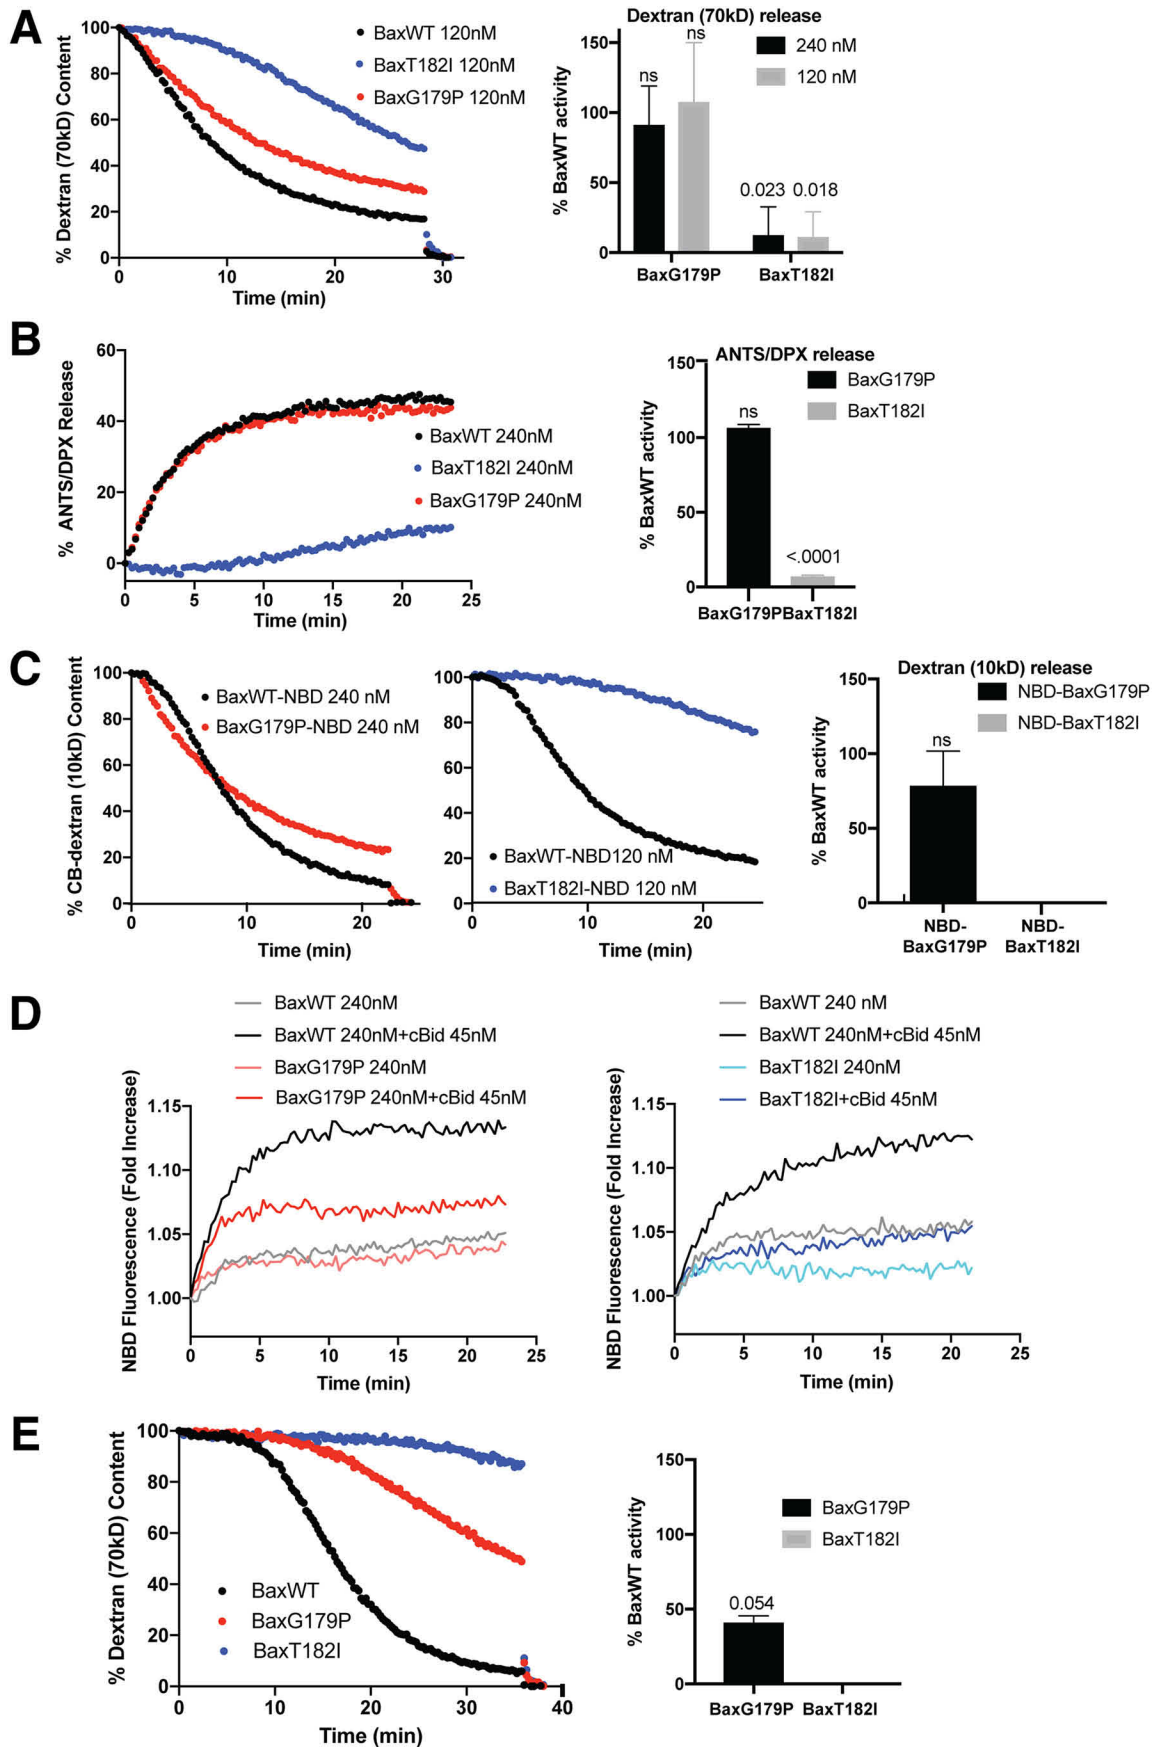 A
% Dextran (70kD) Content
100
80
60
40
20
0
0 10 20 30
Time (min)
BaxWT 120nM
BaxT182I 120nM
BaxG179P 120nM
Dextran (70kD) release
% BaxWT activity
150
100
50
0
ns
ns
240 nM
120 nM
0.023 0.018
BaxG179P BaxT182I
B
% ANTS/DPX Release
60
40
20
0
0 5 10 15 20 25
Time (min)
BaxWT 240nM
BaxT182I 240nM
BaxG179P 240nM
ANTS/DPX release
% BaxWT activity
150
100
50
0
ns
<.0001
BaxG179P
BaxT182I
BaxG179PBaxT182I
C
% CB-dextran (10kD) Content
100
80
60
40
20
0
0 10 20
Time (min)
BaxWT-NBD 240 nM
BaxG179P-NBD 240 nM
100
80
60
40
20
0
0 10 20
Time (min)
BaxWT-NBD120 nM
BaxT182I-NBD 120 nM
Dextran (10kD) release
% BaxWT activity
150
100
50
0
ns
NBD-BaxG179P
NBD-BaxT182I
NBD- NBD-
BaxG179P BaxT182I
D
BaxWT 240nM
BaxWT 240nM+cBid 45nM
BaxG179P 240nM
BaxG179P 240nM+cBid 45nM
NBD Fluorescence (Fold Increase)
1.15
1.10
1.05
1.00
0 5 10 15 20 25
Time (min)
BaxWT 240 nM
BaxWT 240nM+cBid 45nM
BaxT182I 240nM
BaxT182I+cBid 45nM
NBD Fluorescence (Fold Increase)
1.15
1.10
1.05
1.00
0 5 10 15 20 25
Time (min)
E
% Dextran (70kD) Content
100
80
60
40
20
0
0 10 20 30 40
Time (min)
BaxWT
BaxG179P
BaxT182I
% BaxWT activity
150
100
50
0
0.054
BaxG179P
BaxT182I
BaxG179P BaxT182I